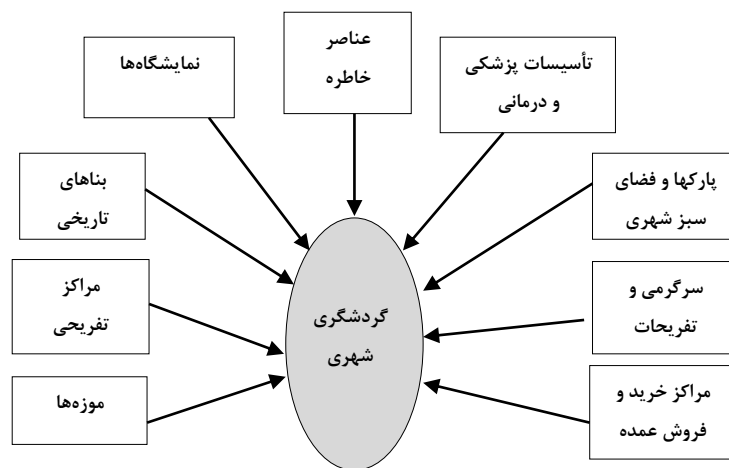 عناصر
خاطره
تأسیسات پزشکی
و درمانی
نمایشگاه‌ها
پارکها و فضای
سبز شهری
بناهای
تاریخی
سرگرمی و
تفریحات
مراکز
تفریحی
گردشگری
شهری
مراکز خرید و
فروش عمده
موزه‌ها